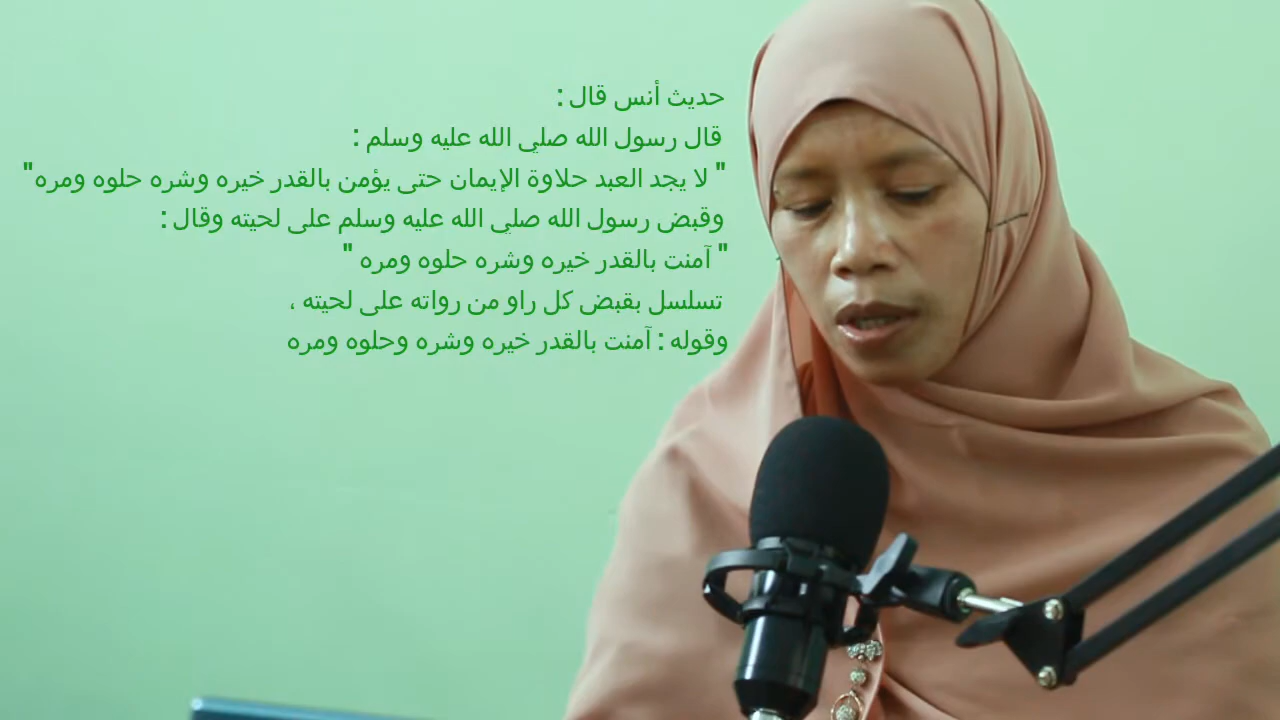 حديث أنس قال :
قال رسول الله صلي الله عليه وسلم :
" لا يجد العبد حلاوة الإيمان حتى يؤمن بالقدر خيره وشره حلوه ومره"
وقبض رسول الله صلي الله عليه وسلم على لحيته وقال :
" آمنت بالقدر خيره وشره حلوه ومره "
تسلسل بقبض كل راو من رواته على لحيته ،
وقوله : آمنت بالقدر خيره وشره وحلوه ومره